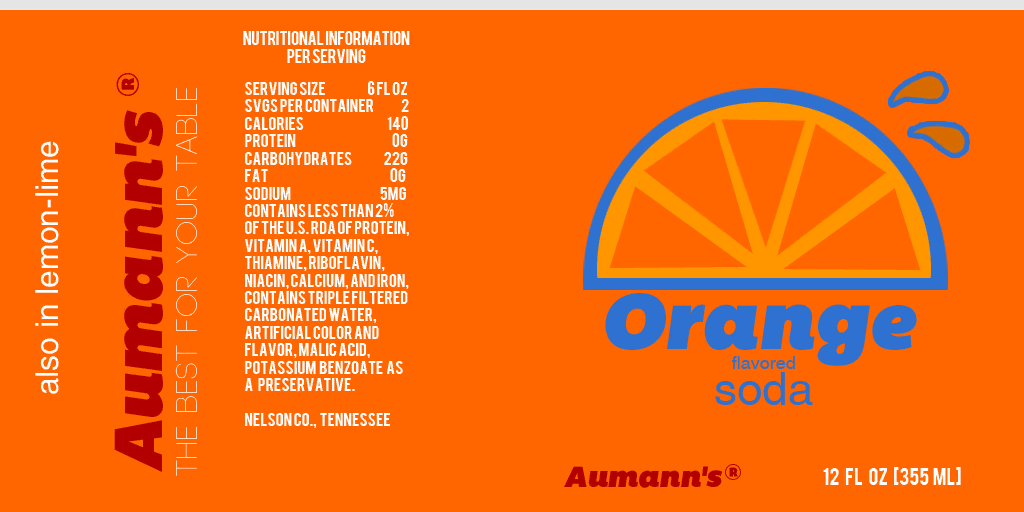 also in lemon-lime
Aumann's®
THE BEST FOR YOUR TABLE
NUTRITIONAL INFORMATION
PER SERVING
SERVING SIZE 6 FL OZ
SVGS PER CONTAINER 2
CALORIES 140
PROTEIN 0G
CARBOHYDRATES 22G
FAT 0G
SODIUM 5MG
CONTAINS LESS THAN 2%
OF THE U.S. RDA OF PROTEIN,
VITAMIN A, VITAMIN C,
THIAMINE, RIBOFLAVIN,
NIACIN, CALCIUM, AND IRON,
CONTAINS TRIPLE FILTERED
CARBONATED WATER,
ARTIFICIAL COLOR AND
FLAVOR, MALIC ACID,
POTASSIUM BENZOATE AS
A PRESERVATIVE.
NELSON CO., TENNESSEE
Orange
flavored
soda
Aumann's®
12 FL OZ [355 ML]